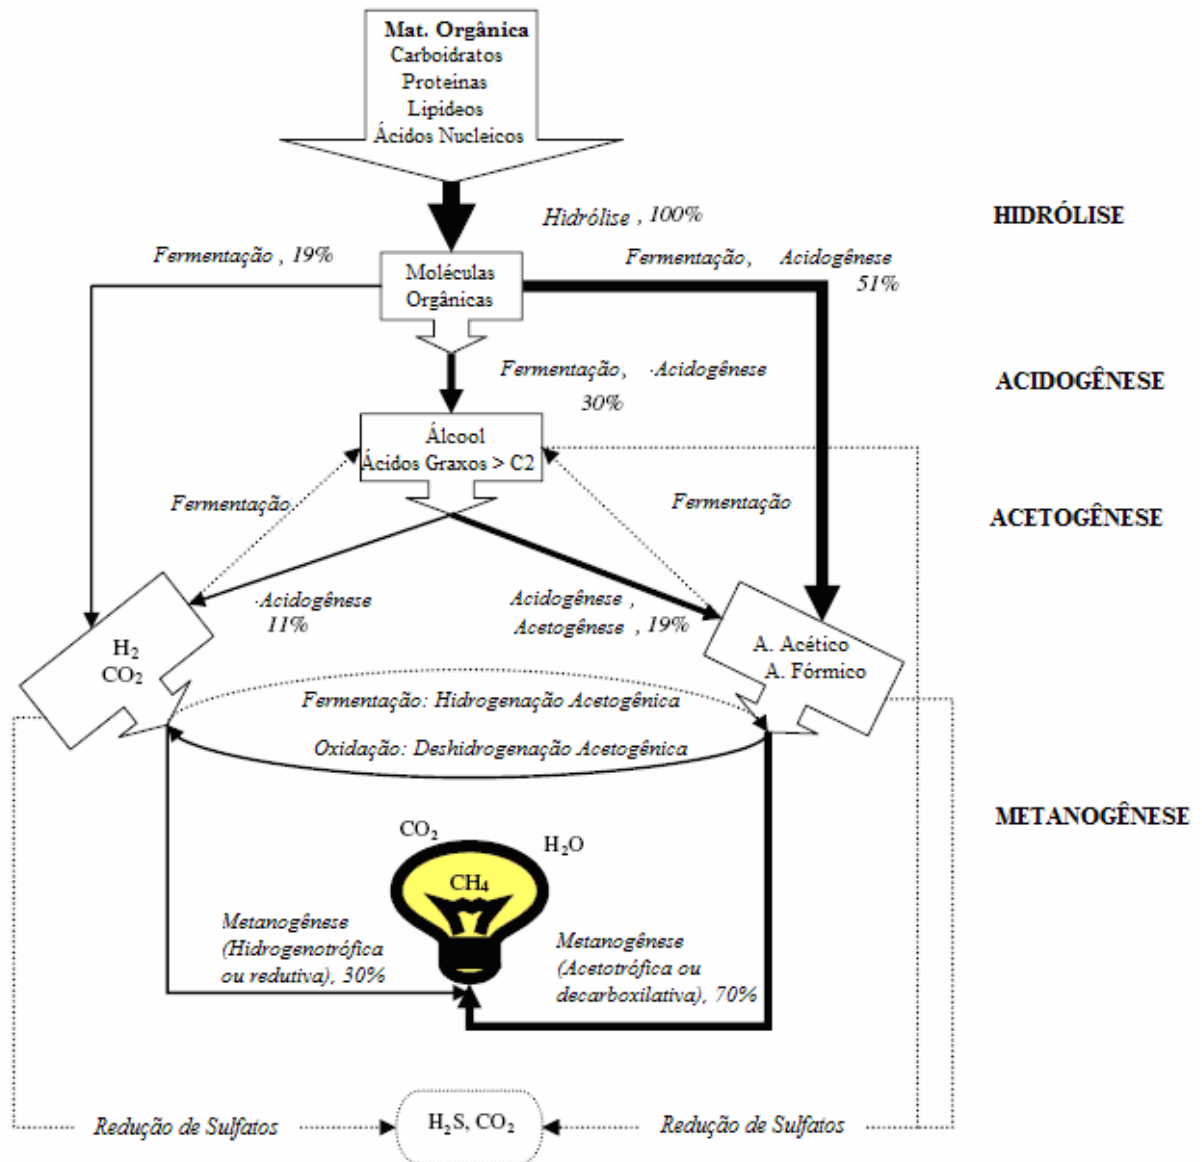 Mat. Orgânica
Carboidratos
Proteinas
Lipídeos
Ácidos Nucleicos
Hidrólise , 100%
HIDRÓLISE
Fermentação , 19%
Fermentação, Acidogênese
51%
Moléculas
Orgânicas
Fermentação, ·Acidogênese
30%
ACIDOGÊNESE
Álcool
Ácidos Graxos > C2
Fermentação
Fermentação
ACETOGÊNESE
·Acidogênese
11%
Acidogênese ,
Acetogênese , 19%
H₂
CO₂
A. Acético
A. Fórmico
Fermentação: Hidrogenação Acetogênica
Oxidação: Deshidrogenação Acetogênica
METANOGÊNESE
CO₂
H₂O
CH₄
Metanogênese
(Hidrogenotrófica
ou redutiva), 30%
Metanogênese
(Acetotrófica ou
decarboxilativa), 70%
Redução de Sulfatos
H₂S, CO₂
Redução de Sulfatos